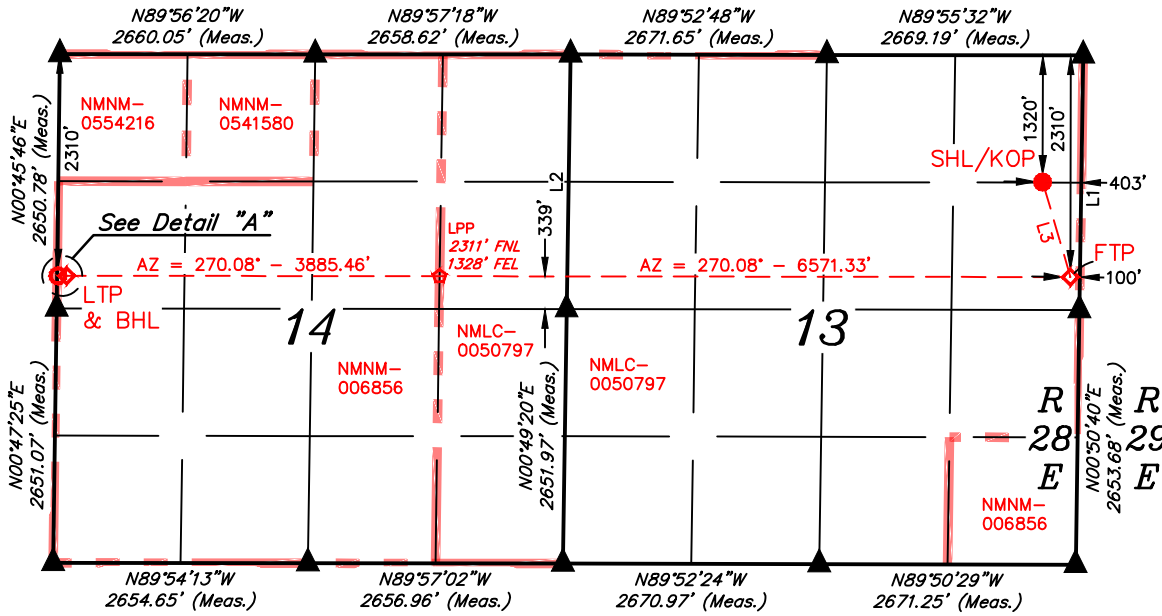 N89°56'20"W
2660.05' (Meas.)
N89°57'18"W
2658.62' (Meas.)
N89°52'48"W
2671.65' (Meas.)
N89°55'32"W
2669.19' (Meas.)
N00°45'46"E
2650.78' (Meas.)
2310'
NMNM-
0554216
NMNM-
0541580
1320'
2310'
SHL/KOP
403'
L1
L2
L3
339'
See Detail "A"
LPP
2311' FNL
1328' FEL
AZ = 270.08° - 3885.46'
AZ = 270.08° - 6571.33'
FTP
100'
LTP
& BHL
14
13
NMLC-
0050797
NMNM-
006856
NMLC-
0050797
N00°47'25"E
2651.07' (Meas.)
N00°49'20"E
2651.97' (Meas.)
N00°50'40"E
2653.68' (Meas.)
R
28
E
R
29
E
NMNM-
006856
N89°54'13"W
2654.65' (Meas.)
N89°57'02"W
2656.96' (Meas.)
N89°52'24"W
2670.97' (Meas.)
N89°50'29"W
2671.25' (Meas.)